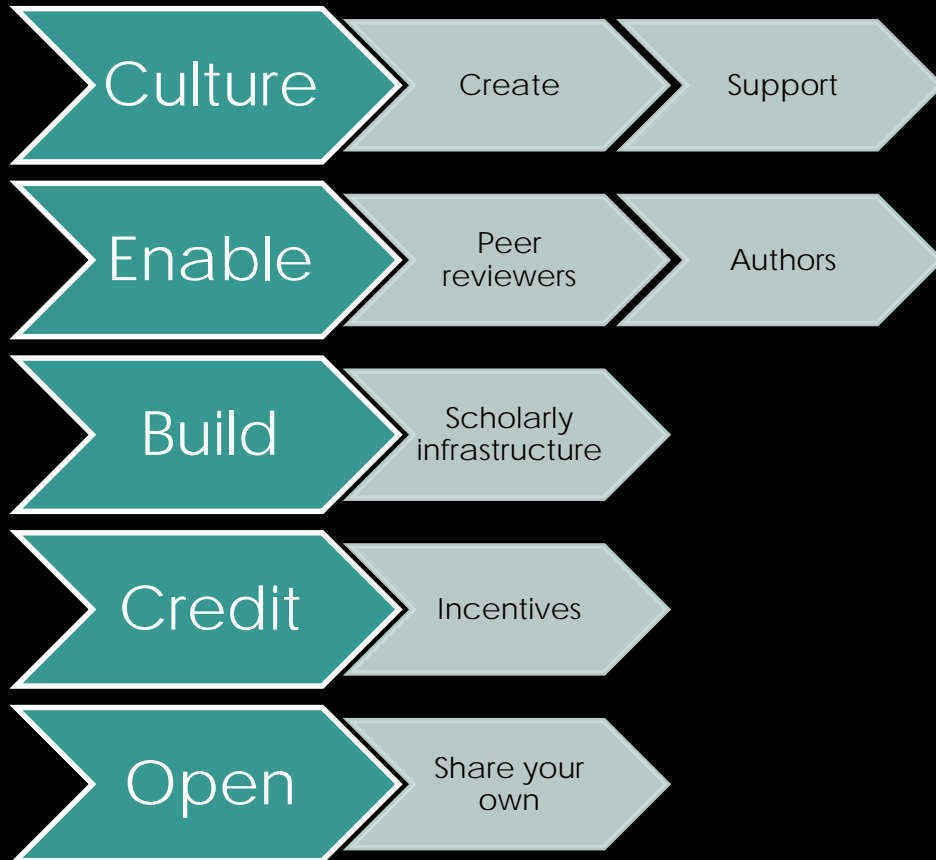 Culture
Create
Support
Enable
Peer
reviewers
Authors
Build
Scholarly
infrastructure
Credit
Incentives
Open
Share your
own